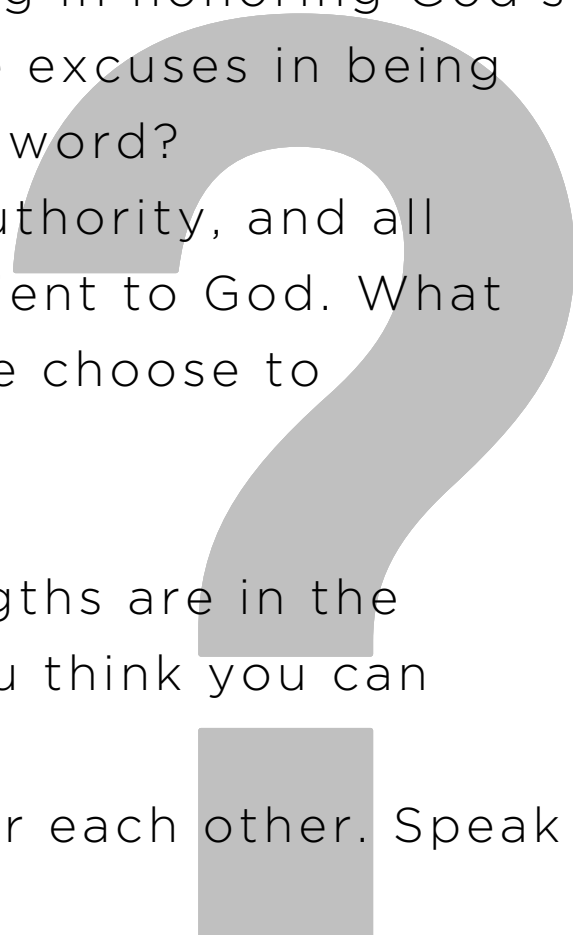 g in honoring God's
excuses in being
word?
uthority, and all
ent to God. What
e choose to
gths are in the
u think you can
r each other. Speak